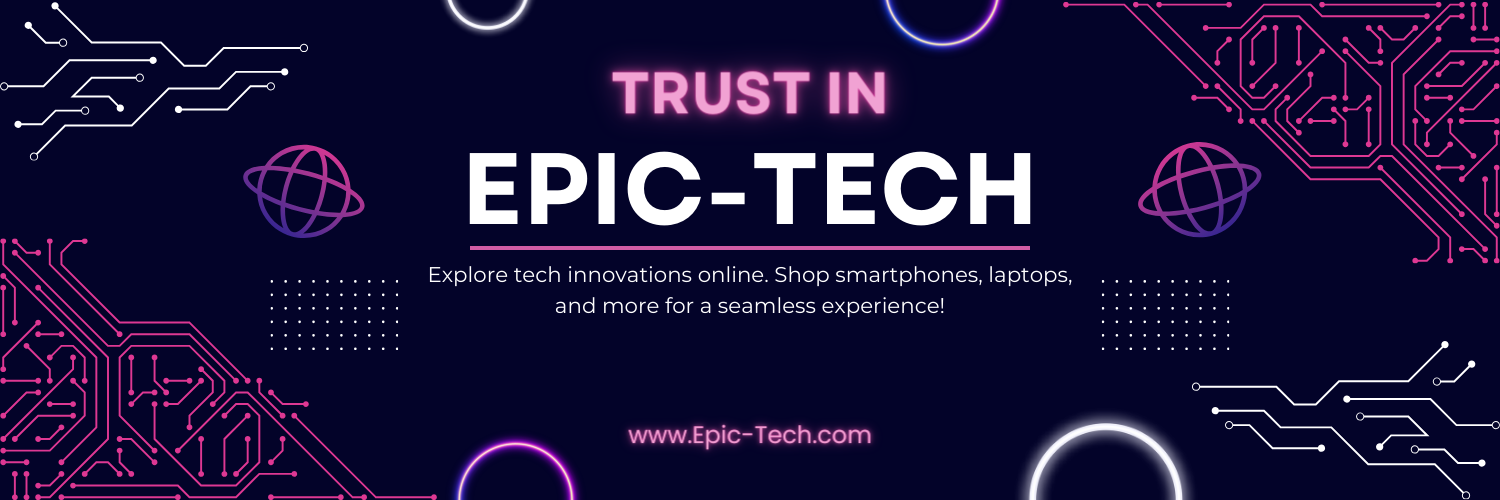 TRUST IN
EPIC-TECH
Explore tech innovations online. Shop smartphones, laptops,
and more for a seamless experience!
www.Epic-Tech.com